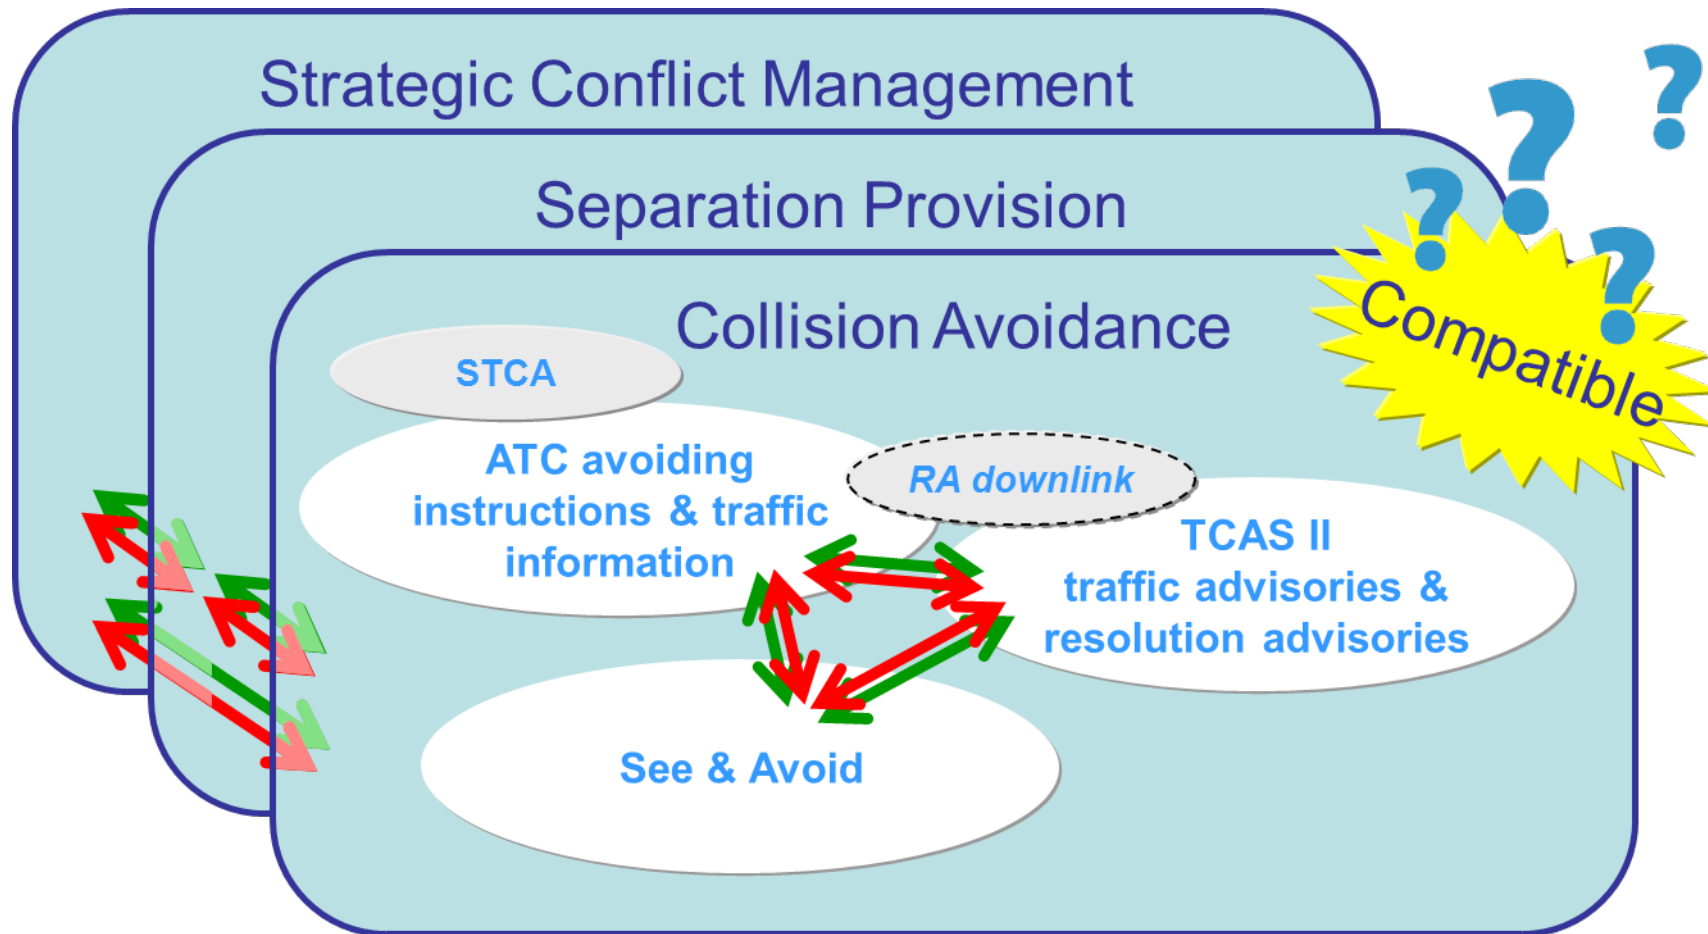 Strategic Conflict Management
Separation Provision
Collision Avoidance
? ? ? ?
Compatible
STCA
ATC avoiding
instructions & traffic
information
RA downlink
TCAS II
traffic advisories &
resolution advisories
See & Avoid